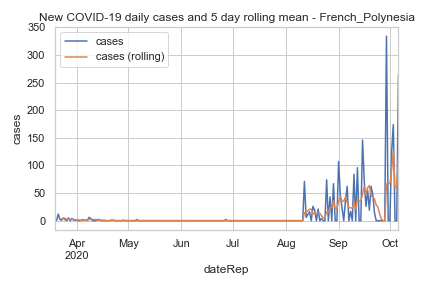 New COVID-19 daily cases and 5 day rolling mean - French_Polynesia
350
300
250
200
150
100
50
0
cases
cases
cases (rolling)
Apr
2020
May
Jun
Jul
Aug
Sep
Oct
dateRep